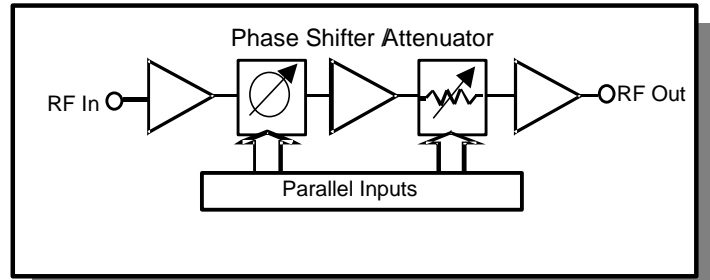 Phase Shifter Attenuator
RF In
RF Out
Parallel Inputs